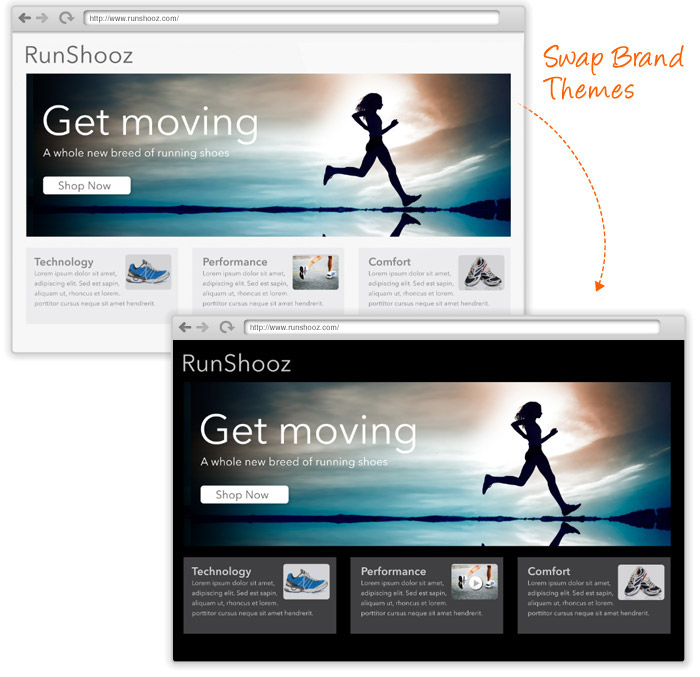 http://www.runshooz.com/
RunShooz
Get moving
A whole new breed of running shoes
Shop Now
Technology
Lorem ipsum dolor sit amet,
adipiscing elit. Sed est sapin,
aliquam ut, rhoncus et lorem.
porttitor cursus neque sit amet hendrerit.
Performance
Lorem ipsum dolor sit amet,
adipiscing elit. Sed est sapin,
aliquam ut, rhoncus et lorem.
porttitor cursus neque sit amet hendrerit.
Comfort
Lorem ipsum dolor sit amet,
adipiscing elit. Sed est sapin,
aliquam ut, rhoncus et lorem.
porttitor cursus neque sit amet hendrerit.
Swap Brand
Themes
http://www.runshooz.com/
RunShooz
Get moving
A whole new breed of running shoes
Shop Now
Technology
Lorem ipsum dolor sit amet,
adipiscing elit. Sed est sapin,
aliquam ut, rhoncus et lorem.
porttitor cursus neque sit amet hendrerit.
Performance
Lorem ipsum dolor sit amet,
adipiscing elit. Sed est sapin,
aliquam ut, rhoncus et lorem.
porttitor cursus neque sit amet hendrerit.
Comfort
Lorem ipsum dolor sit amet,
adipiscing elit. Sed est sapin,
aliquam ut, rhoncus et lorem.
porttitor cursus neque sit amet hendrerit.